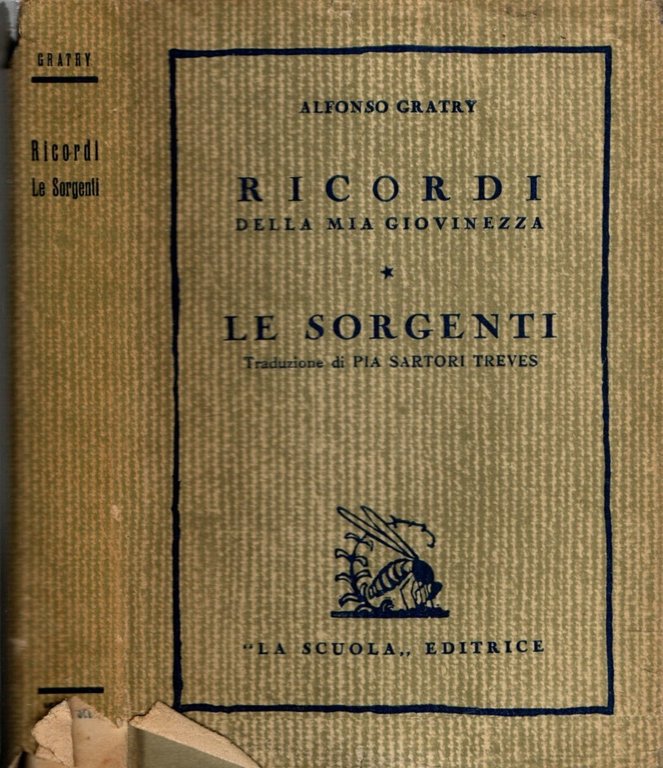 GRATRY
Ricordi
Le Sorgenti
ALFONSO GRATRY
RICORDI
DELLA MIA GIOVINEZZA
LE SORGENTI
Traduzione di PIA SARTORI TREVES
"LA SCUOLA„ EDITRICE